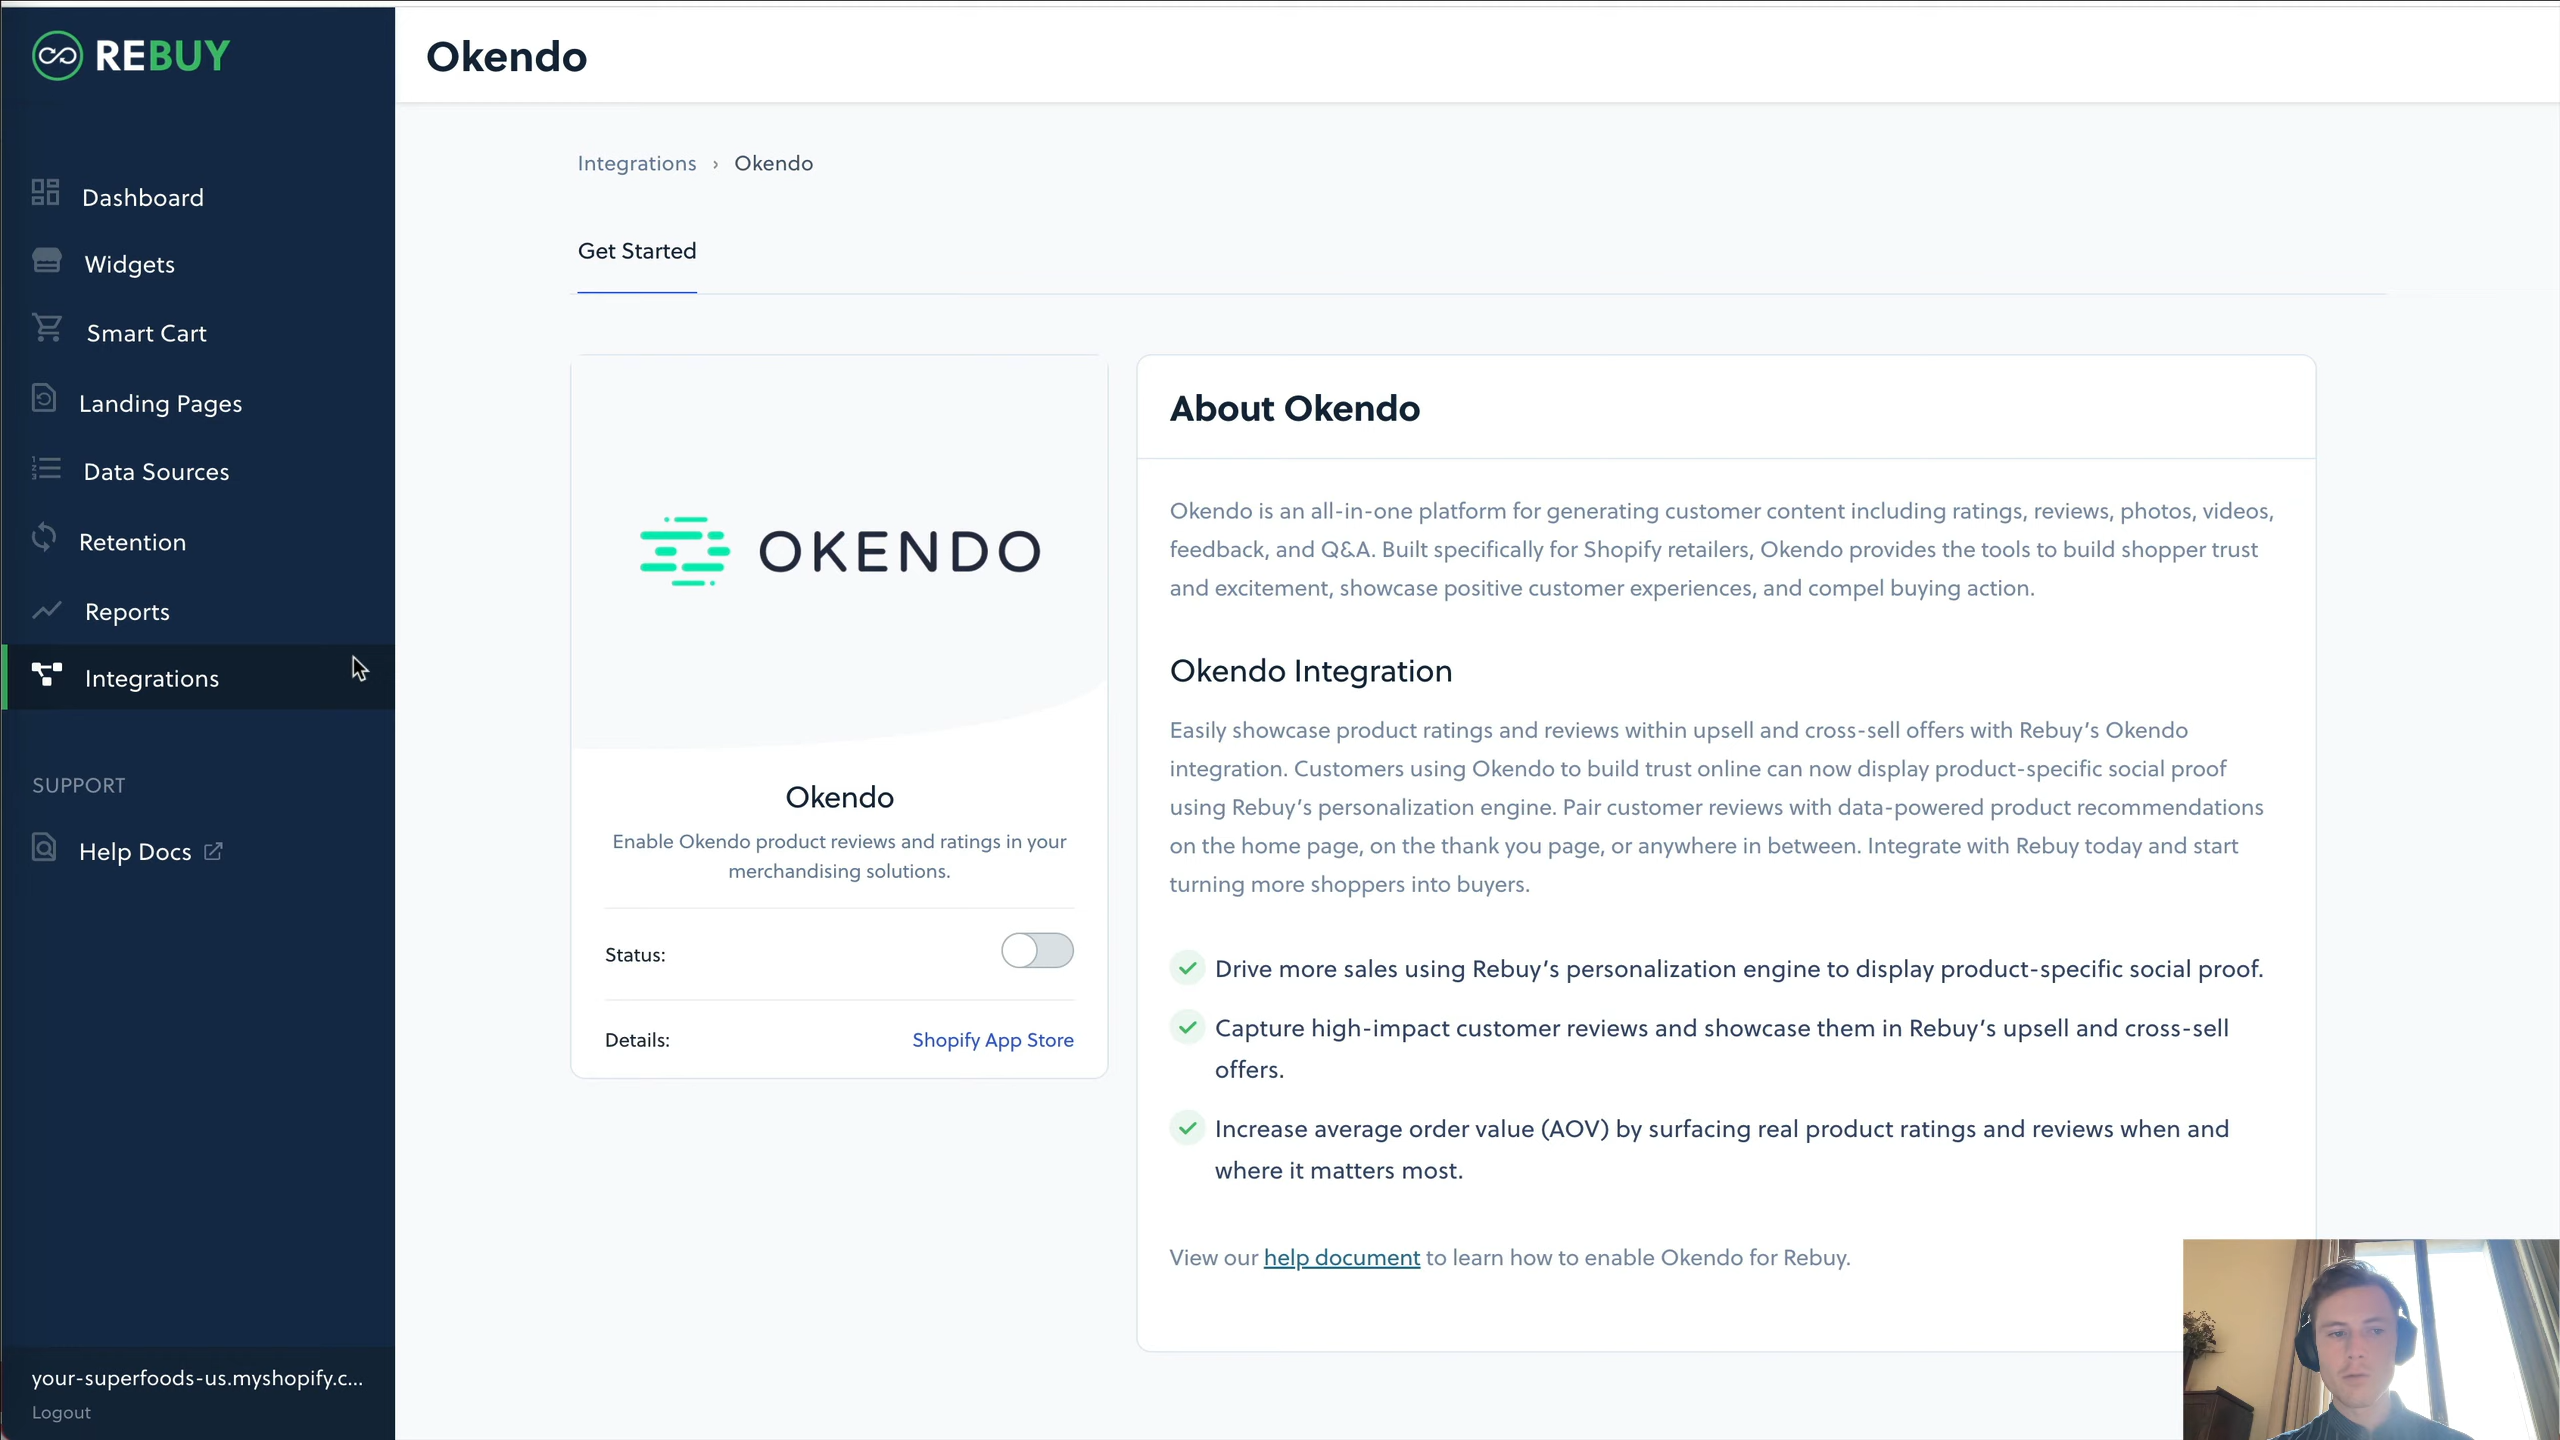 REBUY
Dashboard
Widgets
Smart Cart
Landing Pages
Data Sources
Retention
Reports
Integrations
SUPPORT
Help Docs
your-superfoods-us.myshopify.c...
Logout
Okendo
Integrations › Okendo
Get Started
OKENDO
Okendo
Enable Okendo product reviews and ratings in your
merchandising solutions.
Status:
Details: Shopify App Store
About Okendo
Okendo is an all-in-one platform for generating customer content including ratings, reviews, photos, videos,
feedback, and Q&A. Built specifically for Shopify retailers, Okendo provides the tools to build shopper trust
and excitement, showcase positive customer experiences, and compel buying action.
Okendo Integration
Easily showcase product ratings and reviews within upsell and cross-sell offers with Rebuy’s Okendo
integration. Customers using Okendo to build trust online can now display product-specific social proof
using Rebuy’s personalization engine. Pair customer reviews with data-powered product recommendations
on the home page, on the thank you page, or anywhere in between. Integrate with Rebuy today and start
turning more shoppers into buyers.
Drive more sales using Rebuy’s personalization engine to display product-specific social proof.
Capture high-impact customer reviews and showcase them in Rebuy’s upsell and cross-sell
offers.
Increase average order value (AOV) by surfacing real product ratings and reviews when and
where it matters most.
View our help document to learn how to enable Okendo for Rebuy.